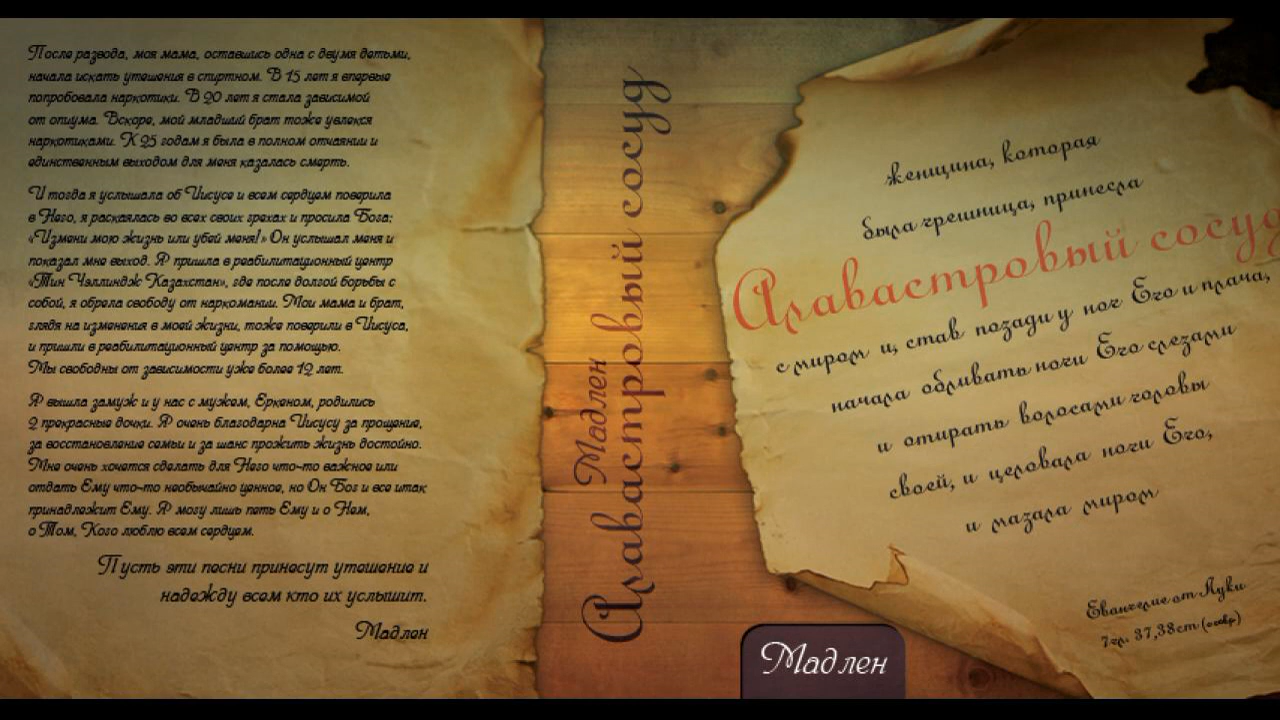 После развода, моя мама, оставшись одна с двумя детьми,
начала искать утешения в спиртном. В 15 лет я впервые
попробовала наркотики. В 20 лет я стала зависимой
от опиума. Вскоре, мой младший брат тоже увлекся
наркотиками. К 25 годам я была в полном отчаянии и
единственным выходом для меня казалась смерть.
И тогда я услышала об Иисусе и всем сердцем поверила
в Него, я раскаялась во всех своих грехах и просила Бога:
«Измени мою жизнь или убей меня!» Он услышал меня и
показал мне выход. Я пришла в реабилитационный центр
«Тин Чэллиндж Казахстан», где после долгой борьбы с
собой, я обрела свободу от наркомании. Мои мама и брат,
глядя на изменения в моей жизни, тоже поверили в Иисуса,
и пришли в реабилитационный центр за помощью.
Мы свободны от зависимости уже более 12 лет.
Я вышла замуж и у нас с мужем, Еркеном, родились
2 прекрасные дочки. Я очень благодарна Иисусу за прощение,
за восстановление семьи и за шанс прожить жизнь достойно.
Мне очень хочется сделать для Него что-то важное или
отдать Ему что-то необычайно ценное, но Он Бог и все итак
принадлежит Ему. Я могу лишь петь Ему и о Нем,
о Том, Кого люблю всем сердцем.
Пусть эти песни принесут утешение и
надежду всем кто их услышит.
Мадлен
Мадлен
Алавастровый сосуд
женщина, которая
была грешница, принесла
Алавастровый сосуд
с миром и, став позади у ног Его и плача,
начала обливать ноги Его слезами
и отирать волосами головы
своей, и целовала ноги Его,
и мазала миром
Евангелие от Луки
7гл. 37,38ст
Мадлен